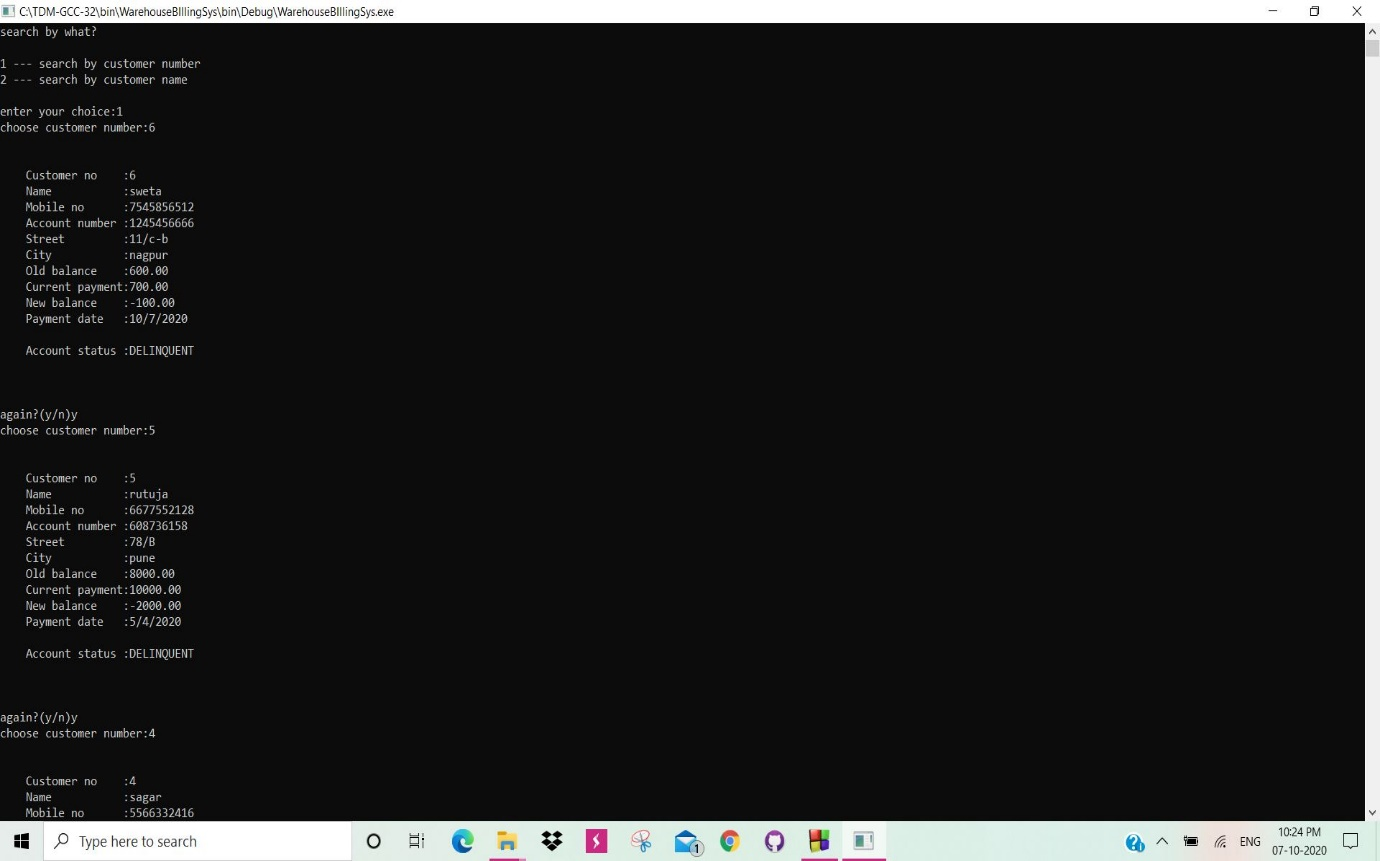 C:\TDM-GCC-32\bin\WarehouseBIllingSys\bin\Debug\WarehouseBIllingSys.exe
search by what?
1 --- search by customer number
2 --- search by customer name
enter your choice:1
choose customer number:6
Customer no    :6
Name           :sweta
Mobile no      :7545856512
Account number :1245456666
Street         :11/c-b
City           :nagpur
Old balance    :600.00
Current payment:700.00
New balance    :-100.00
Payment date   :10/7/2020
Account status :DELINQUENT
again?(y/n)y
choose customer number:5
Customer no    :5
Name           :rutuja
Mobile no      :6677552128
Account number :608736158
Street         :78/B
City           :pune
Old balance    :8000.00
Current payment:10000.00
New balance    :-2000.00
Payment date   :5/4/2020
Account status :DELINQUENT
again?(y/n)y
choose customer number:4
Customer no    :4
Name           :sagar
Mobile no      :5566332416
Type here to search
1
ENG
10:24 PM
07-10-2020